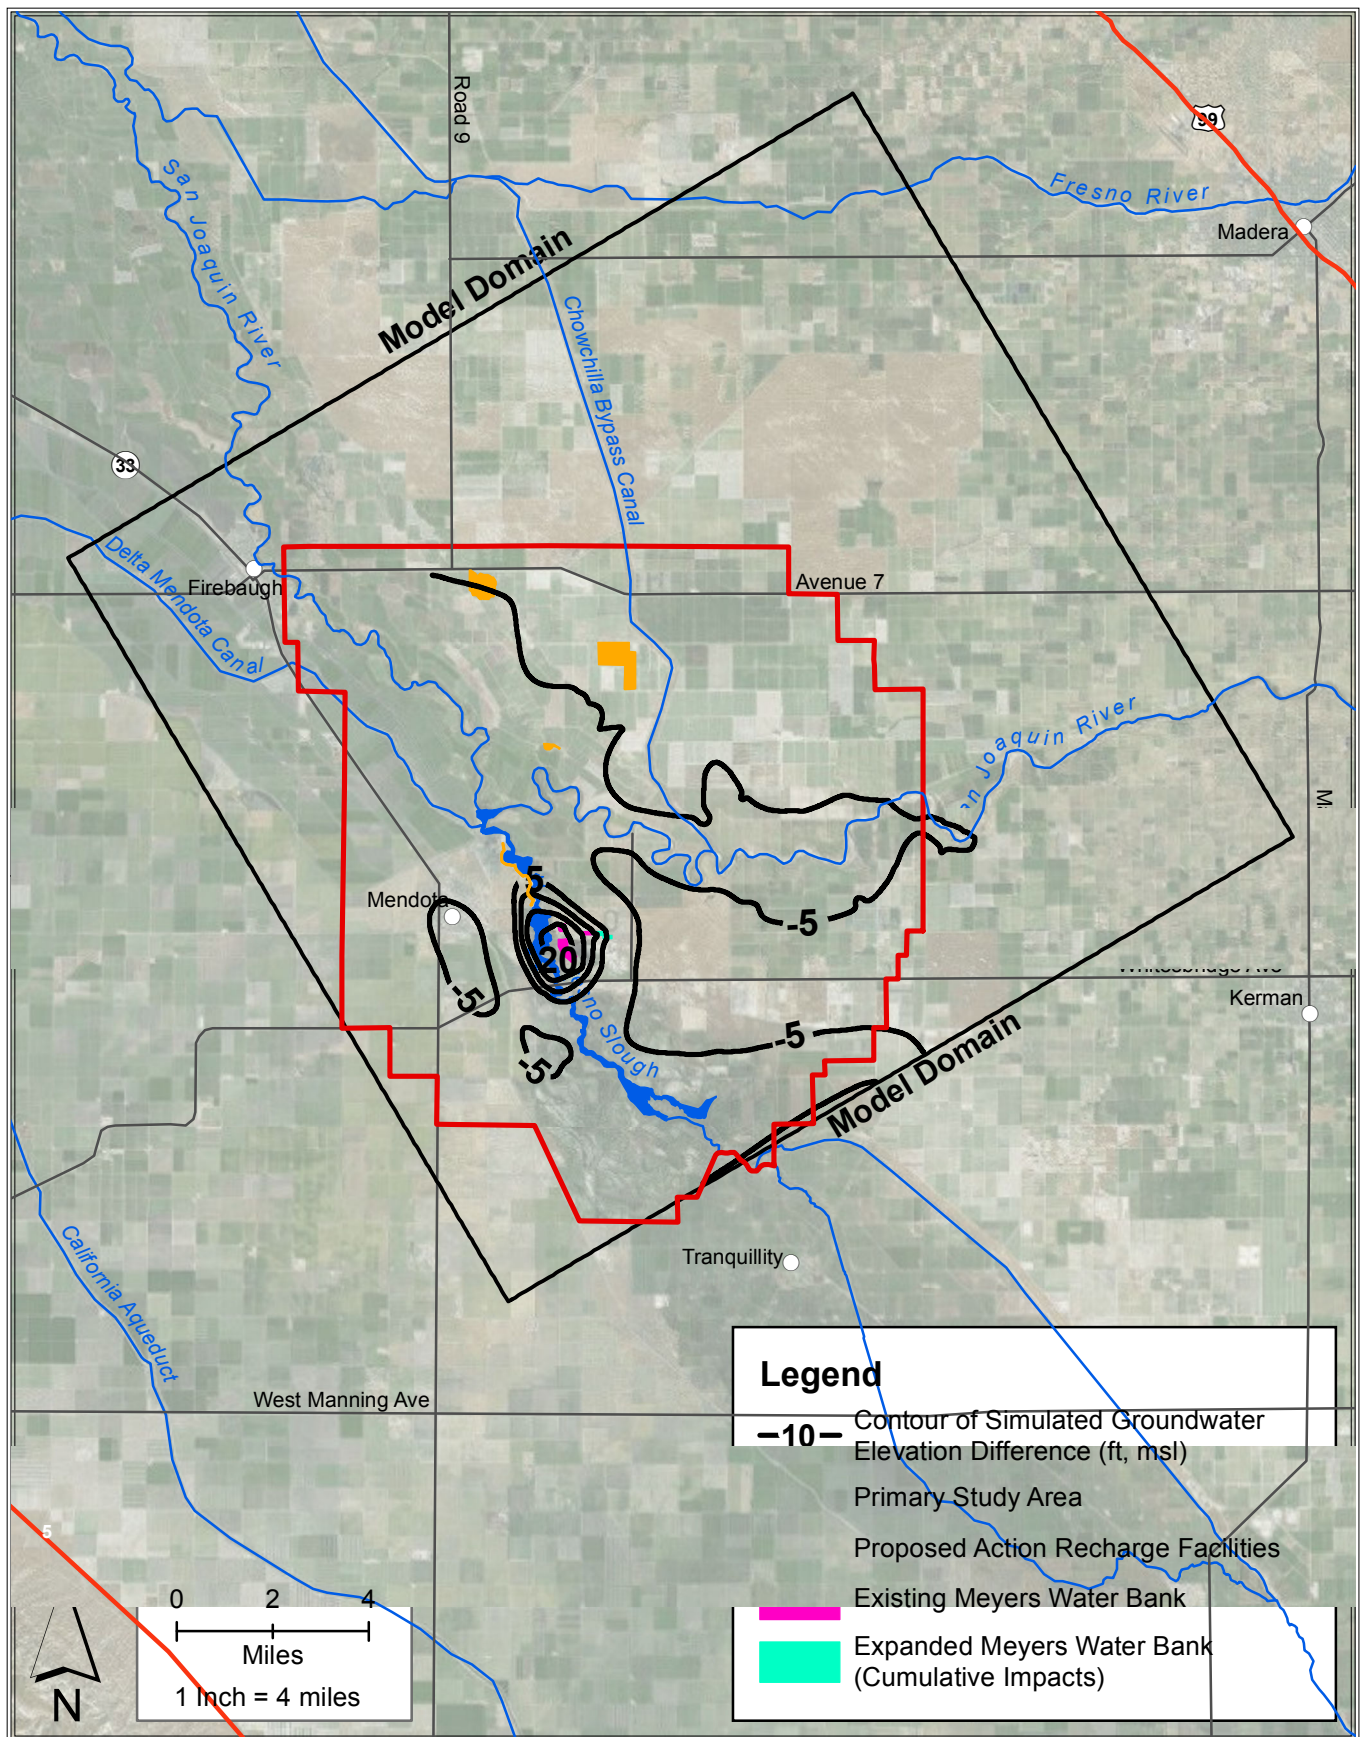 Road 9
99
San Joaquin River
Fresno River
Madera
Model Domain
Chowchilla Bypass Canal
33
Delta Mendota Canal
Firebaugh
Avenue 7
San Joaquin River
5
Mendota
-5
20
-5
Kerman
-5
-5
Slough
Model Domain
Tranquillity
California Aqueduct
West Manning Ave
Legend
10
Contour of Simulated Groundwater
Elevation Difference (ft, msl)
Primary Study Area
Proposed Action Recharge Facilities
Existing Meyers Water Bank
Expanded Meyers Water Bank
(Cumulative Impacts)
5
0 2 4
Miles
1 Inch = 4 miles
N